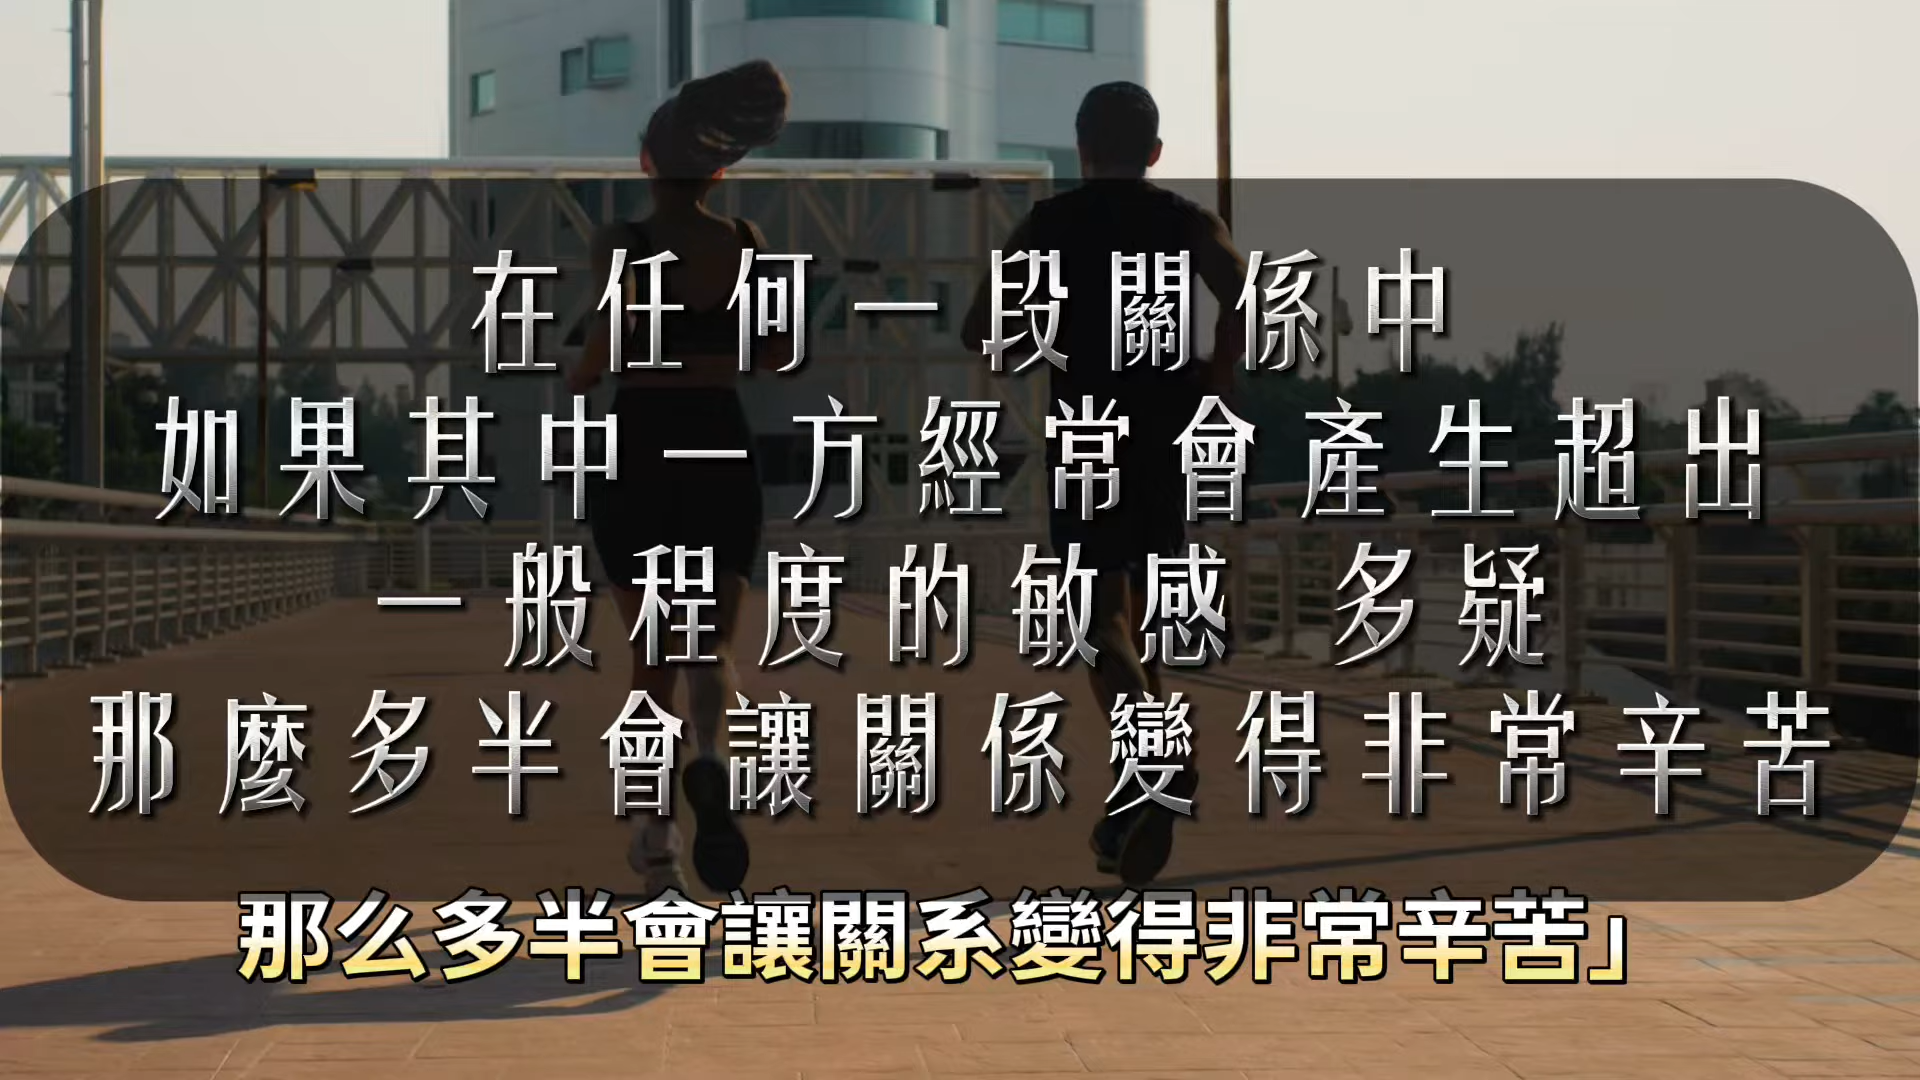 在任何一段關係中
如果其中一方經常會產生超出
一般程度的敏感 多疑
那麼多半會讓關係變得非常辛苦
那么多半會讓關系變得非常辛苦」